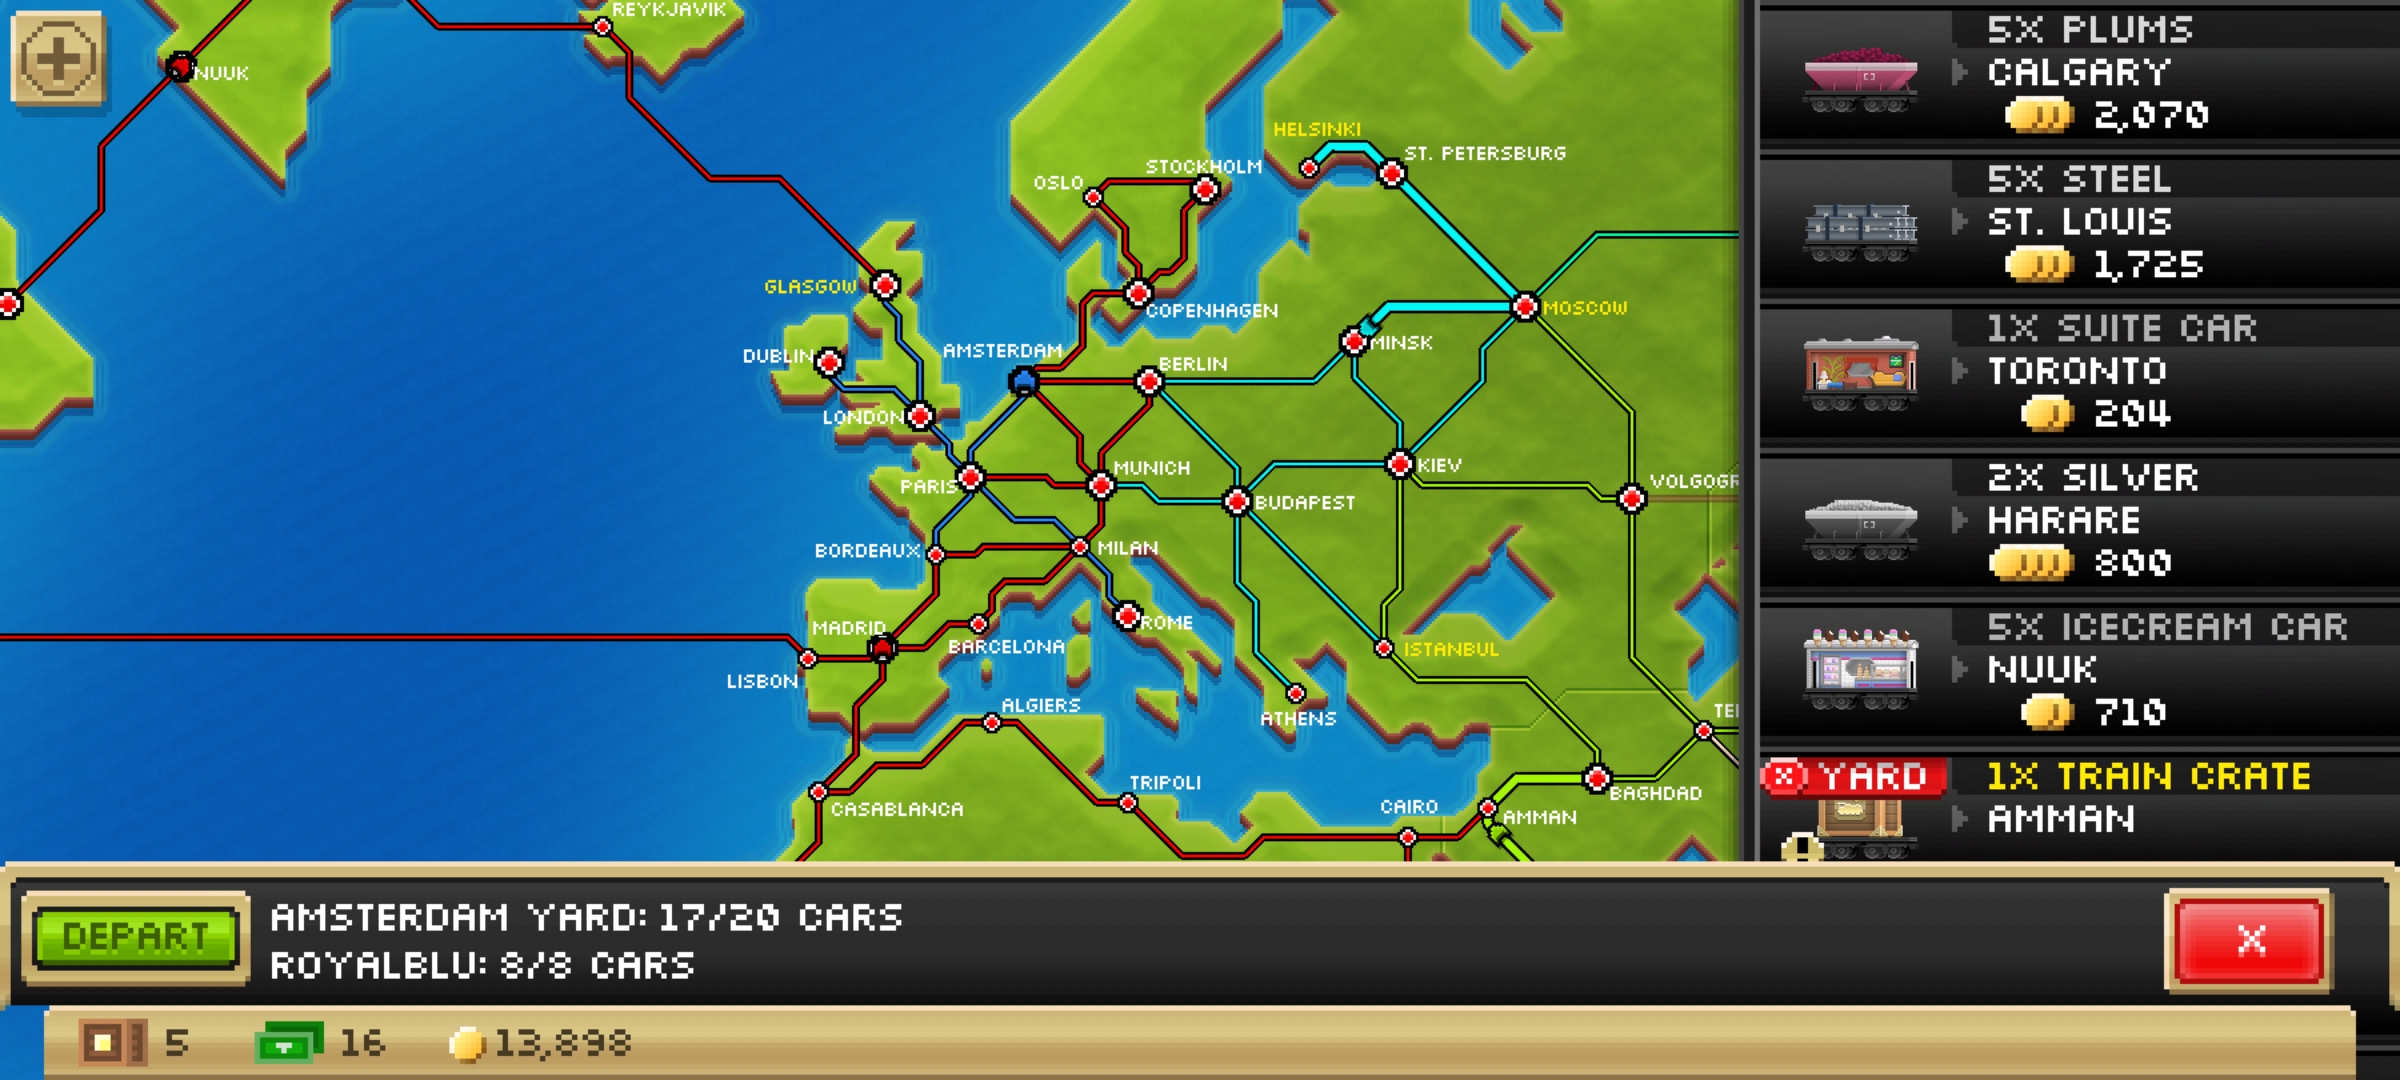 REYKJAVIK
NUUK
HELSINKI
ST. PETERSBURG
STOCKHOLM
OSLO
GLASGOW
COPENHAGEN
MOSCOW
DUBLIN
AMSTERDAM
BERLIN
MINSK
LONDON
PARIS
MUNICH
KIEV
BUDAPEST
VOLGOGR
BORDEAUX
MILAN
MADRID
BARCELONA
ROME
ISTANBUL
LISBON
ALGIERS
ATHENS
TE
CASABLANCA
TRIPOLI
CAIRO
AMMAN
BAGHDAD
5X PLUMS
CALGARY
2,070
5X STEEL
ST. LOUIS
1,725
1X SUITE CAR
TORONTO
204
2X SILVER
HARARE
800
5X ICECREAM CAR
NUUK
710
X YARD
1X TRAIN CRATE
AMMAN
DEPART
AMSTERDAM YARD: 17/20 CARS
ROYALBLU: 8/8 CARS
X
5
16
13,898